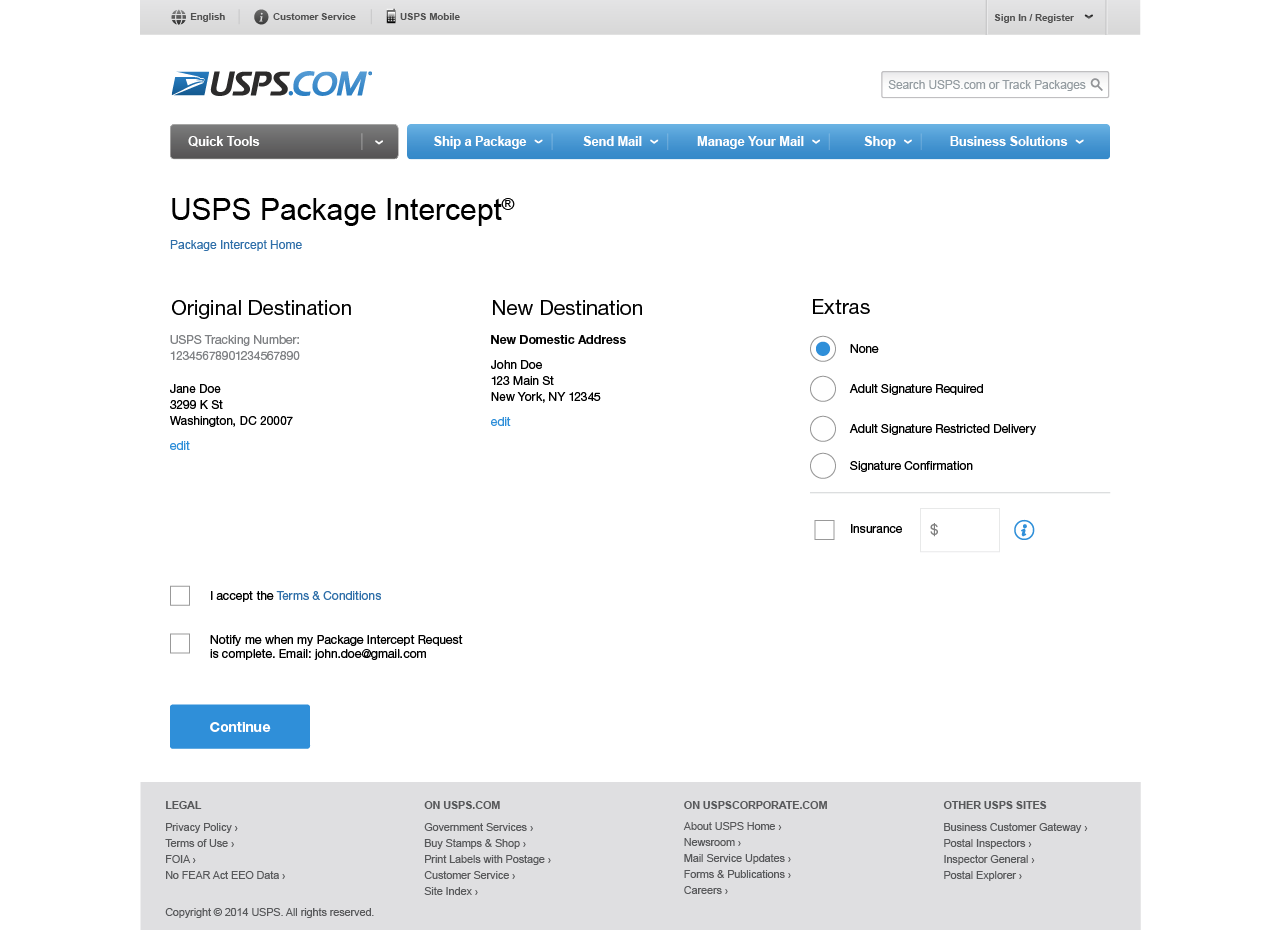 English
Customer Service
USPS Mobile
Sign In / Register
USPS.COM
Search USPS.com or Track Packages
Quick Tools
Ship a Package
Send Mail
Manage Your Mail
Shop
Business Solutions
USPS Package Intercept®
Package Intercept Home
Original Destination
USPS Tracking Number:
12345678901234567890
Jane Doe
3299 K St
Washington, DC 20007
edit
New Destination
New Domestic Address
John Doe
123 Main St
New York, NY 12345
edit
Extras
None
Adult Signature Required
Adult Signature Restricted Delivery
Signature Confirmation
Insurance
$
I accept the Terms & Conditions
Notify me when my Package Intercept Request
is complete. Email: john.doe@gmail.com
Continue
LEGAL
Privacy Policy ›
Terms of Use ›
FOIA ›
No FEAR Act EEO Data ›
ON USPS.COM
Government Services ›
Buy Stamps & Shop ›
Print Labels with Postage ›
Customer Service ›
Site Index ›
ON USPSCORPORATE.COM
About USPS Home ›
Newsroom ›
Mail Service Updates ›
Forms & Publications ›
Careers ›
OTHER USPS SITES
Business Customer Gateway ›
Postal Inspectors ›
Inspector General ›
Postal Explorer ›
Copyright © 2014 USPS. All rights reserved.